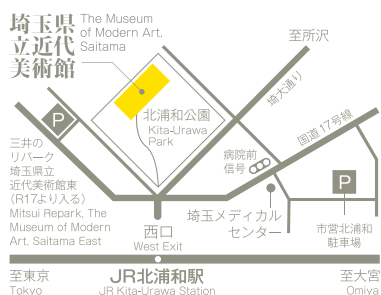 埼玉県
立近代
美術館
The Museum
of Modern Art,
Saitama
至所沢
埼大通り
国道17号線
北浦和公園
Kita-Urawa
Park
P
三井の
リパーク
埼玉県立
近代美術館東
（R17より入る）
Mitsui Repark, The
Museum of Modern
Art, Saitama East
病院前
信号
P
埼玉メディカル
センター
市営北浦和
駐車場
西口
West Exit
至東京
Tokyo
JR北浦和駅
JR Kita-Urawa Station
至大宮
Omiya